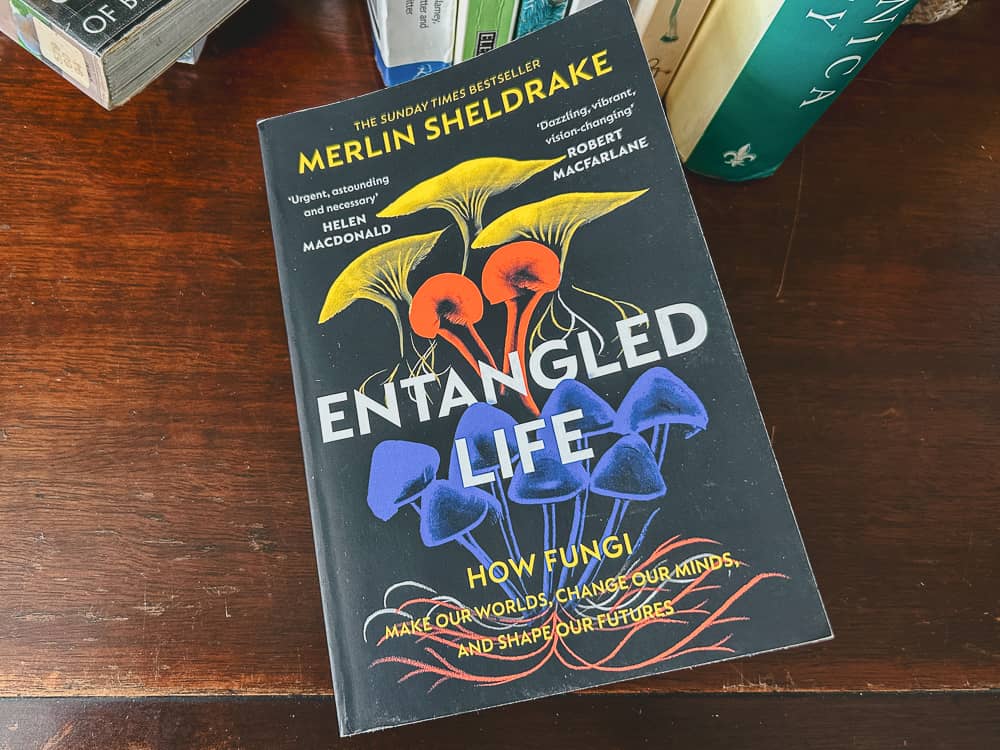 OF B
THE SUNDAY TIMES BESTSELLER
MERLIN SHELDRAKE
'Urgent, astounding
and necessary'
HELEN
MACDONALD
'Dazzling, vibrant,
vision-changing'
ROBERT
MACFARLANE
ENTANGLED
LIFE
HOW FUNGI
MAKE OUR WORLDS, CHANGE OUR MINDS,
AND SHAPE OUR FUTURES